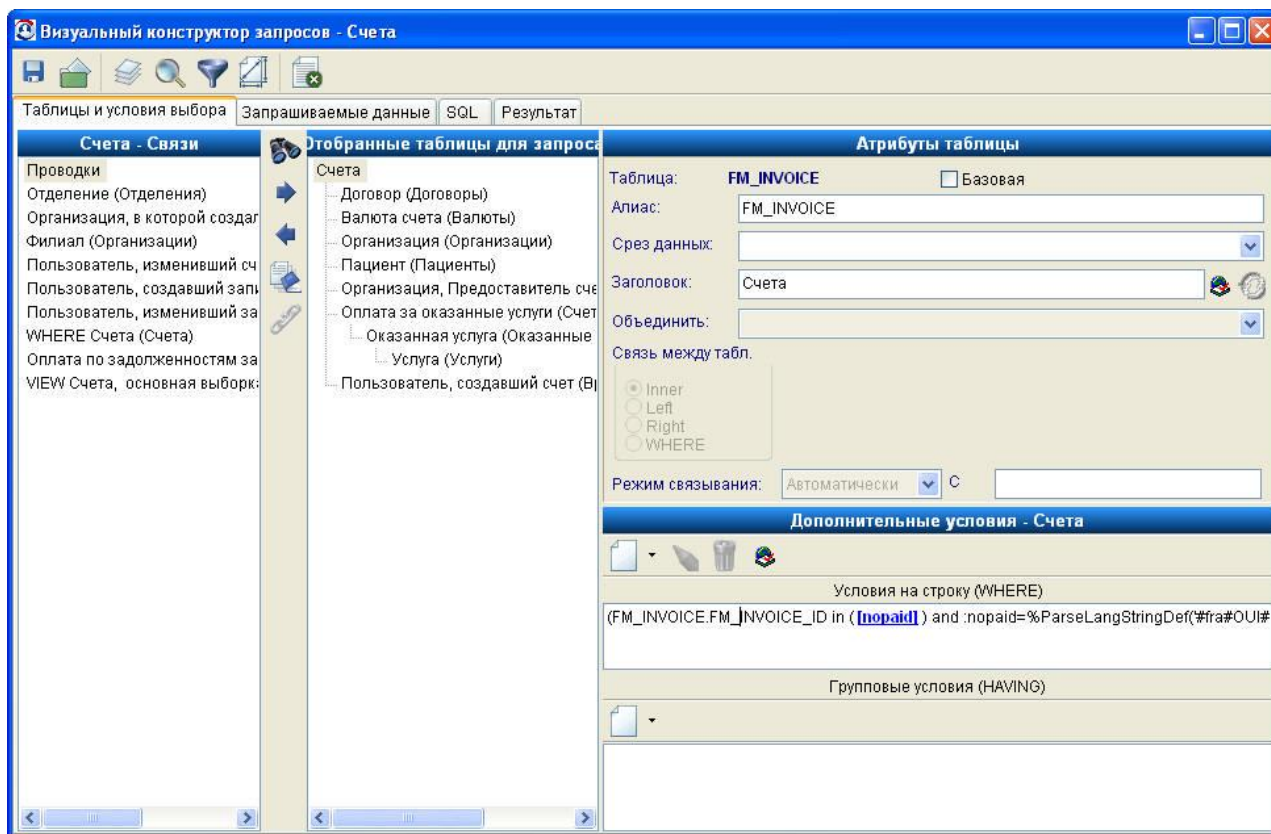 Визуальный конструктор запросов - Счета
Таблицы и условия выбора
Запрашиваемые данные
SQL
Результат
Счета - Связи
Проводки
Отделение (Отделения)
Организация, в которой создал
Филиал (Организации)
Пользователь, изменивший сч
Пользователь, создавший запи
Пользователь, изменивший за
WHERE Счета (Счета)
Оплата по задолженностям за
VIEW Счета, основная выборка
Отобранные таблицы для запроса
Счета
Договор (Договоры)
Валюта счета (Валюты)
Организация (Организации)
Пациент (Пациенты)
Организация, Предоставитель сче
Оплата за оказанные услуги (Счет
Оказанная услуга (Оказанные
Услуга (Услуги)
Пользователь, создавший счет (Вр
Атрибуты таблицы
Таблица: FM_INVOICE Базовая
Алиас: FM_INVOICE
Срез данных:
Заголовок: Счета
Объединить:
Связь между табл.
Inner
Left
Right
WHERE
Режим связывания: Автоматически С
Дополнительные условия - Счета
Условия на строку (WHERE)
(FM_INVOICE.FM_INVOICE_ID in ( [nopaid] ) and :nopaid=%ParseLangStringDef('#fra#OUI#
Групповые условия (HAVING)